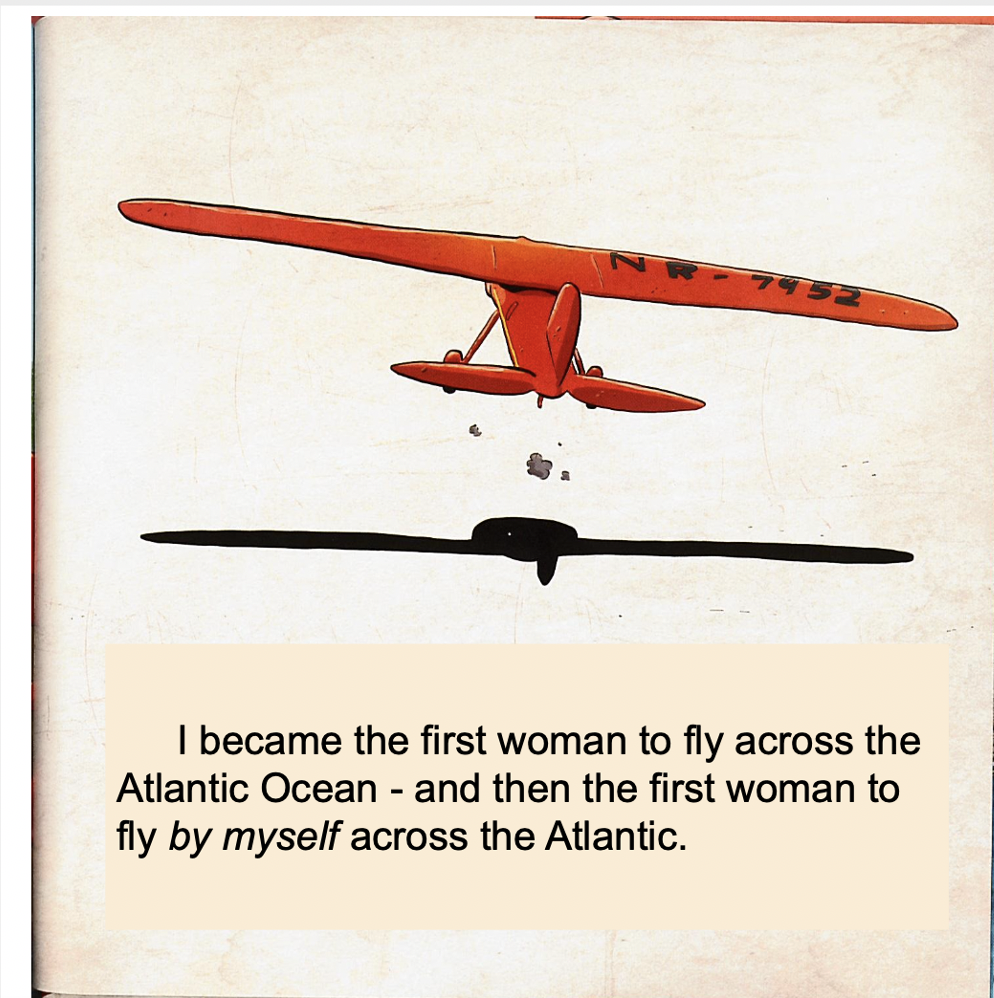 NR-7952
I became the first woman to fly across the
Atlantic Ocean - and then the first woman to
fly by myself across the Atlantic.